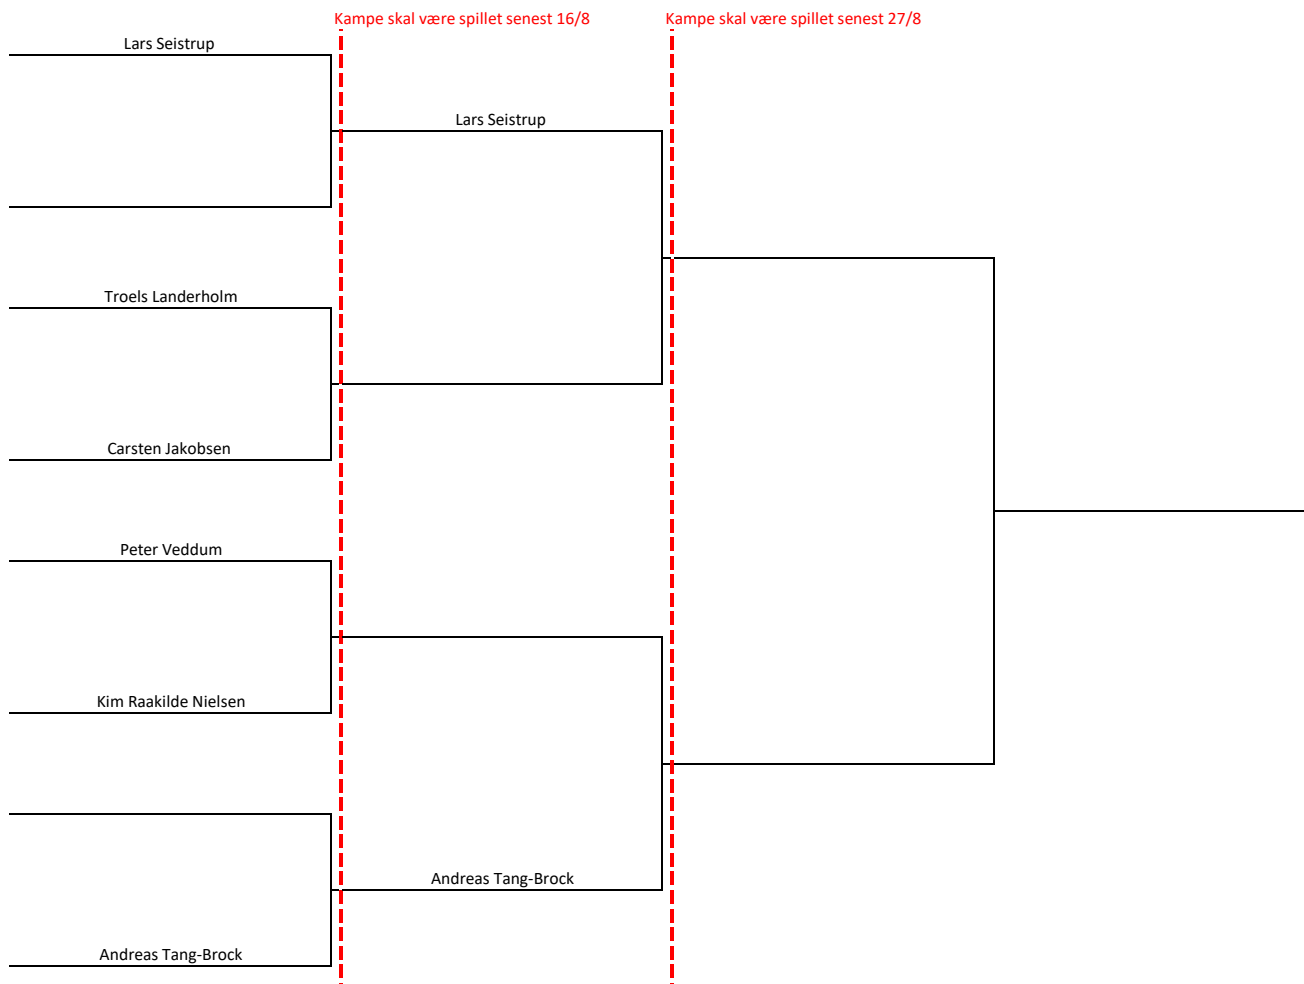 Kampe skal være spillet senest 16/8
Kampe skal være spillet senest 27/8
Lars Seistrup
Lars Seistrup
Troels Landerholm
Carsten Jakobsen
Peter Veddum
Kim Raakilde Nielsen
Andreas Tang-Brock
Andreas Tang-Brock